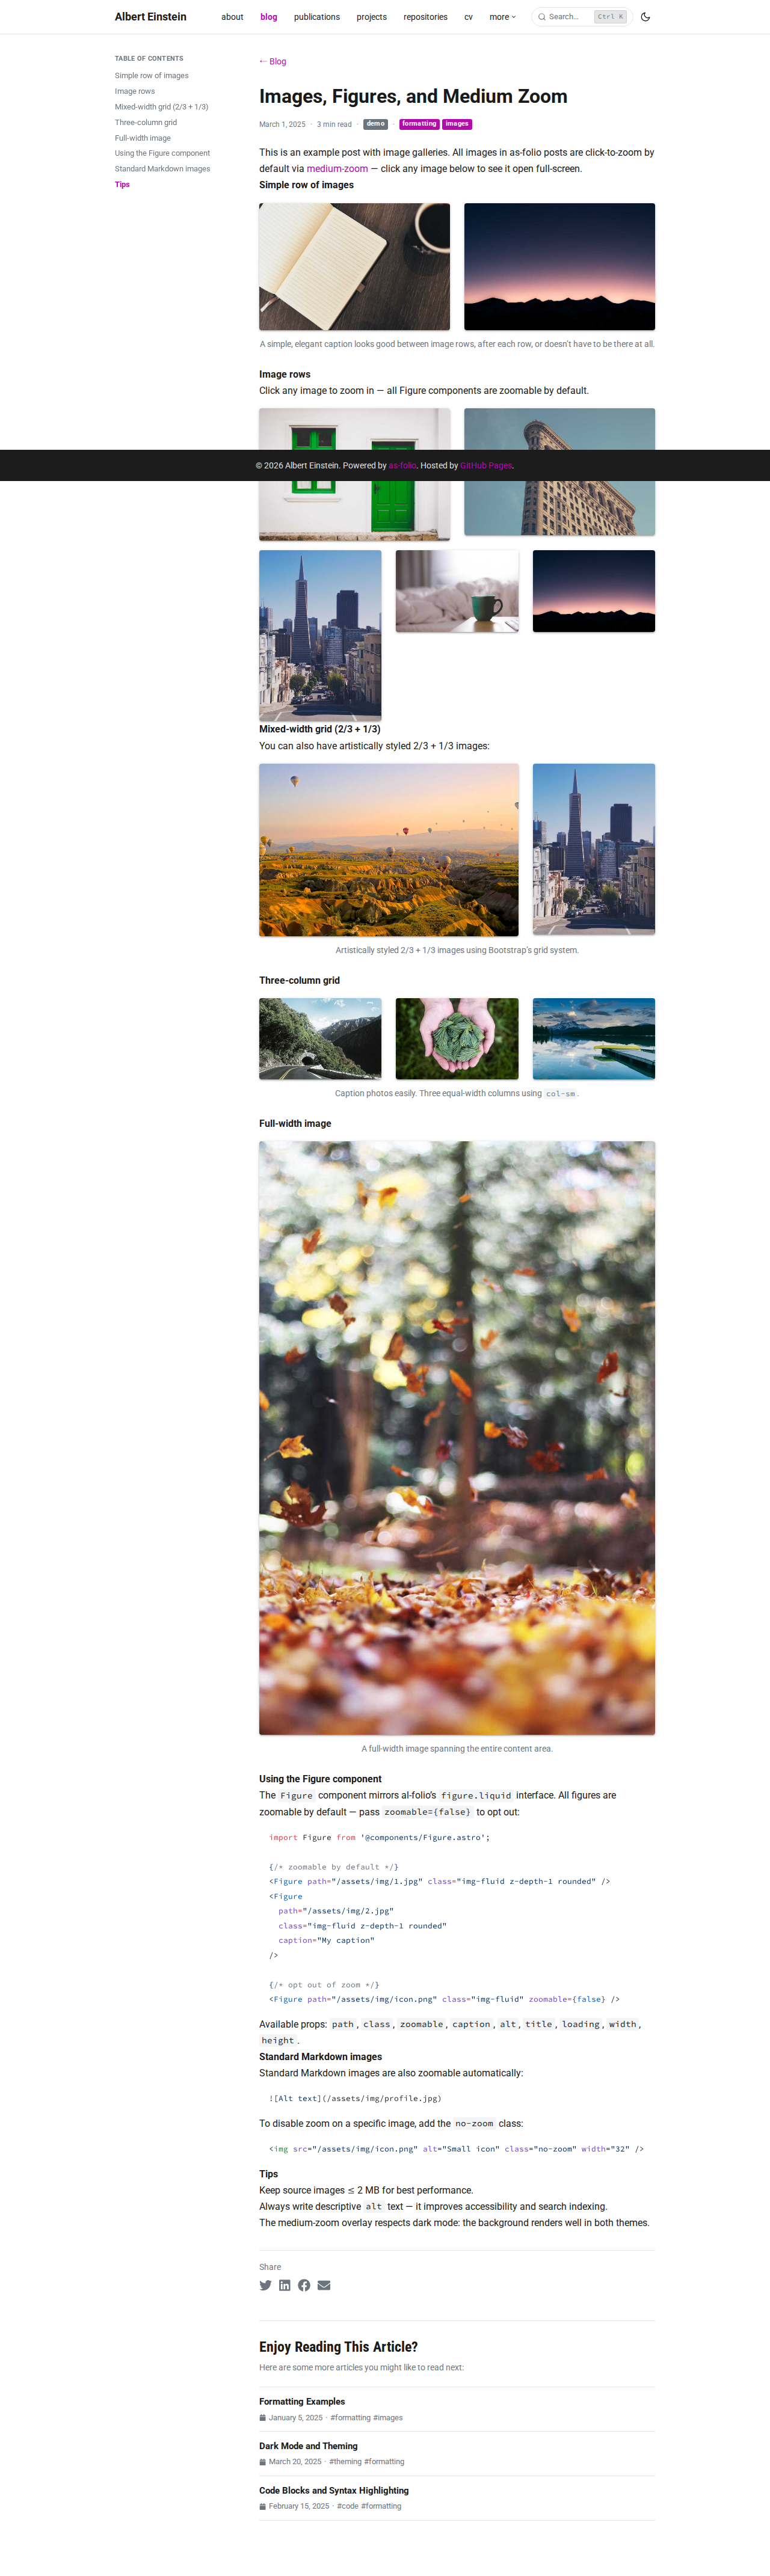 Albert Einstein about blog publications projects repositories cv more Search... Ctrl K
TABLE OF CONTENTS
Simple row of images
Image rows
Mixed-width grid (2/3 + 1/3)
Three-column grid
Full-width image
Using the Figure component
Standard Markdown images
Tips
← Blog
Images, Figures, and Medium Zoom
March 1, 2025 · 3 min read · demo · formatting images
This is an example post with image galleries. All images in as-folio posts are click-to-zoom by
default via medium-zoom — click any image below to see it open full-screen.
Simple row of images
A simple, elegant caption looks good between image rows, after each row, or doesn't have to be there at all.
Image rows
Click any image to zoom in — all Figure components are zoomable by default.
© 2026 Albert Einstein. Powered by as-folio. Hosted by GitHub Pages.
Mixed-width grid (2/3 + 1/3)
You can also have artistically styled 2/3 + 1/3 images:
Artistically styled 2/3 + 1/3 images using Bootstrap's grid system.
Three-column grid
Caption photos easily. Three equal-width columns using col-sm.
Full-width image
A full-width image spanning the entire content area.
Using the Figure component
The Figure component mirrors al-folio's figure.liquid interface. All figures are
zoomable by default — pass zoomable={false} to opt out:
import Figure from '@components/Figure.astro';
{/* zoomable by default */}
<Figure path="/assets/img/1.jpg" class="img-fluid z-depth-1 rounded" />
<Figure
path="/assets/img/2.jpg"
class="img-fluid z-depth-1 rounded"
caption="My caption"
/>
{/* opt out of zoom */}
<Figure path="/assets/img/icon.png" class="img-fluid" zoomable={false} />
Available props: path, class, zoomable, caption, alt, title, loading, width,
height.
Standard Markdown images
Standard Markdown images are also zoomable automatically:
![Alt text](/assets/img/profile.jpg)
To disable zoom on a specific image, add the no-zoom class:
<img src="/assets/img/icon.png" alt="Small icon" class="no-zoom" width="32" />
Tips
Keep source images ≤ 2 MB for best performance.
Always write descriptive alt text — it improves accessibility and search indexing.
The medium-zoom overlay respects dark mode: the background renders well in both themes.
Share
Enjoy Reading This Article?
Here are some more articles you might like to read next:
Formatting Examples
January 5, 2025 · #formatting #images
Dark Mode and Theming
March 20, 2025 · #theming #formatting
Code Blocks and Syntax Highlighting
February 15, 2025 · #code #formatting